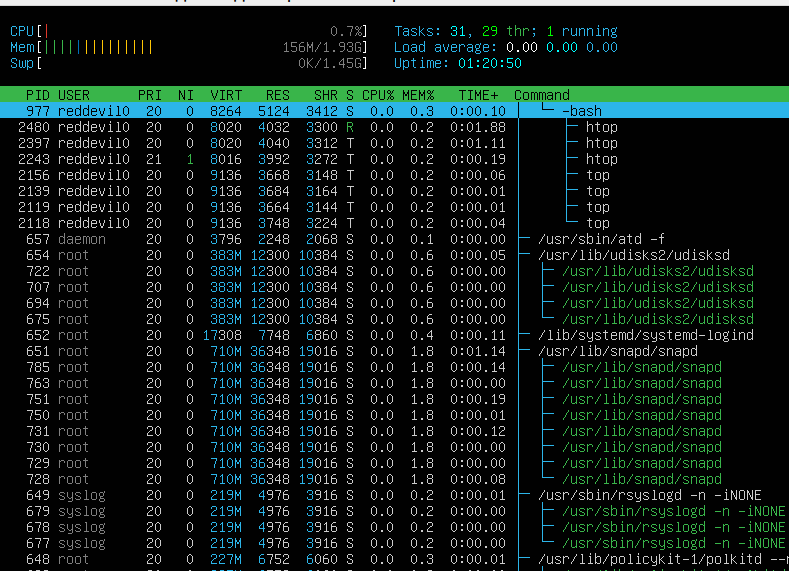 CPU[| 0.7%] Tasks: 31, 29 thr; 1 running
Mem[|||||||||||||| 156M/1.93G] Load average: 0.00 0.00 0.00
Swp[ 0K/1.45G] Uptime: 01:20:50
PID USER PRI NI VIRT RES SHR S CPU% MEM% TIME+ Command
977 reddevil0 20 0 8264 5124 3412 S 0.0 0.3 0:00.10 │ └─ -bash
2480 reddevil0 20 0 8020 4032 3300 R 0.0 0.2 0:01.88 │ ├─ htop
2397 reddevil0 20 0 8020 4040 3312 T 0.0 0.2 0:01.11 │ ├─ htop
2243 reddevil0 21 1 8016 3992 3272 T 0.0 0.2 0:00.19 │ ├─ htop
2156 reddevil0 20 0 9136 3668 3148 T 0.0 0.2 0:00.06 │ ├─ top
2139 reddevil0 20 0 9136 3684 3164 T 0.0 0.2 0:00.01 │ ├─ top
2119 reddevil0 20 0 9136 3664 3144 T 0.0 0.2 0:00.01 │ ├─ top
2118 reddevil0 20 0 9136 3748 3224 T 0.0 0.2 0:00.04 │ └─ top
657 daemon 20 0 3796 2248 2068 S 0.0 0.1 0:00.00 ├─ /usr/sbin/atd -f
654 root 20 0 383M 12300 10384 S 0.0 0.6 0:00.05 ├─ /usr/lib/udisks2/udisksd
722 root 20 0 383M 12300 10384 S 0.0 0.6 0:00.00 │ ├─ /usr/lib/udisks2/udisksd
707 root 20 0 383M 12300 10384 S 0.0 0.6 0:00.00 │ ├─ /usr/lib/udisks2/udisksd
694 root 20 0 383M 12300 10384 S 0.0 0.6 0:00.00 │ ├─ /usr/lib/udisks2/udisksd
675 root 20 0 383M 12300 10384 S 0.0 0.6 0:00.00 │ └─ /usr/lib/udisks2/udisksd
652 root 20 0 17308 7748 6860 S 0.0 0.4 0:00.11 ├─ /lib/systemd/systemd-logind
651 root 20 0 710M 36348 19016 S 0.0 1.8 0:01.14 ├─ /usr/lib/snapd/snapd
785 root 20 0 710M 36348 19016 S 0.0 1.8 0:00.14 │ ├─ /usr/lib/snapd/snapd
763 root 20 0 710M 36348 19016 S 0.0 1.8 0:00.00 │ ├─ /usr/lib/snapd/snapd
751 root 20 0 710M 36348 19016 S 0.0 1.8 0:00.19 │ ├─ /usr/lib/snapd/snapd
750 root 20 0 710M 36348 19016 S 0.0 1.8 0:00.01 │ ├─ /usr/lib/snapd/snapd
731 root 20 0 710M 36348 19016 S 0.0 1.8 0:00.12 │ ├─ /usr/lib/snapd/snapd
730 root 20 0 710M 36348 19016 S 0.0 1.8 0:00.00 │ ├─ /usr/lib/snapd/snapd
729 root 20 0 710M 36348 19016 S 0.0 1.8 0:00.00 │ ├─ /usr/lib/snapd/snapd
728 root 20 0 710M 36348 19016 S 0.0 1.8 0:00.08 │ └─ /usr/lib/snapd/snapd
649 syslog 20 0 219M 4976 3916 S 0.0 0.2 0:00.01 ├─ /usr/sbin/rsyslogd -n -iNONE
679 syslog 20 0 219M 4976 3916 S 0.0 0.2 0:00.00 │ ├─ /usr/sbin/rsyslogd -n -iNONE
678 syslog 20 0 219M 4976 3916 S 0.0 0.2 0:00.00 │ ├─ /usr/sbin/rsyslogd -n -iNONE
677 syslog 20 0 219M 4976 3916 S 0.0 0.2 0:00.00 │ └─ /usr/sbin/rsyslogd -n -iNONE
648 root 20 0 227M 6752 6060 S 0.0 0.3 0:00.01 ├─ /usr/lib/policykit-1/polkitd